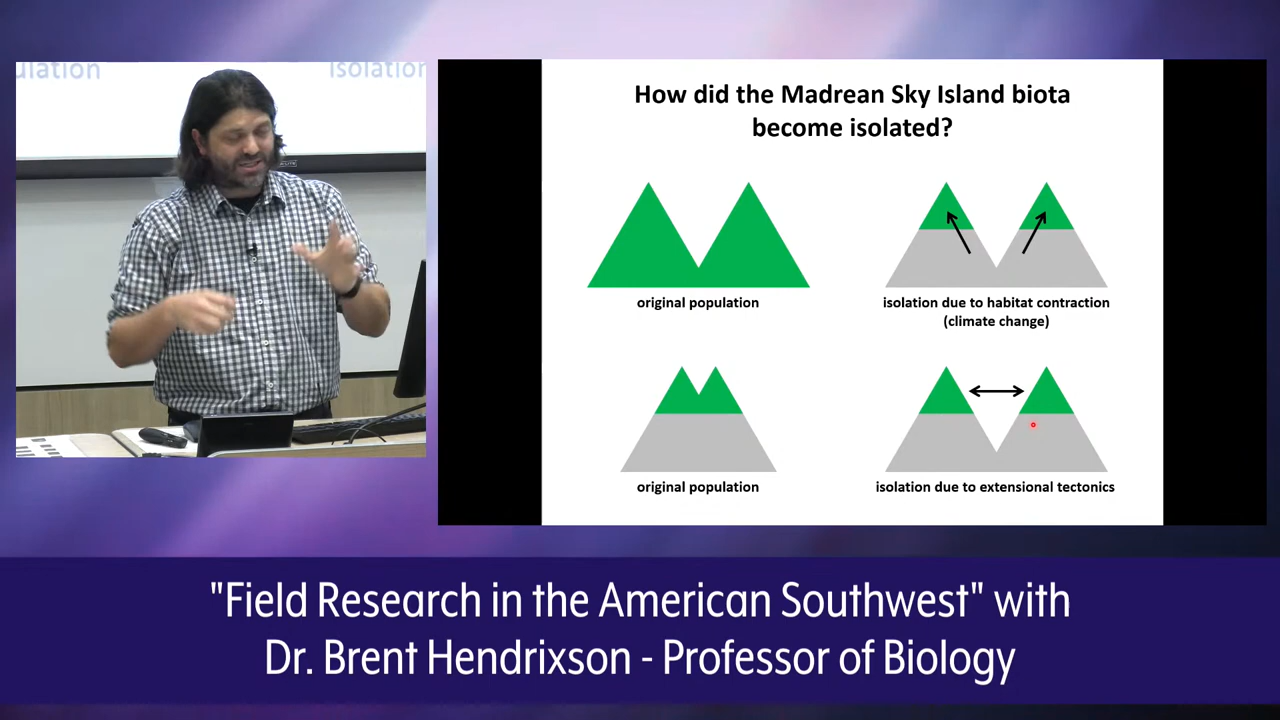 ulation
Isolation
How did the Madrean Sky Island biota
become isolated?
original population
isolation due to habitat contraction
(climate change)
original population
isolation due to extensional tectonics
"Field Research in the American Southwest" with
Dr. Brent Hendrixson - Professor of Biology